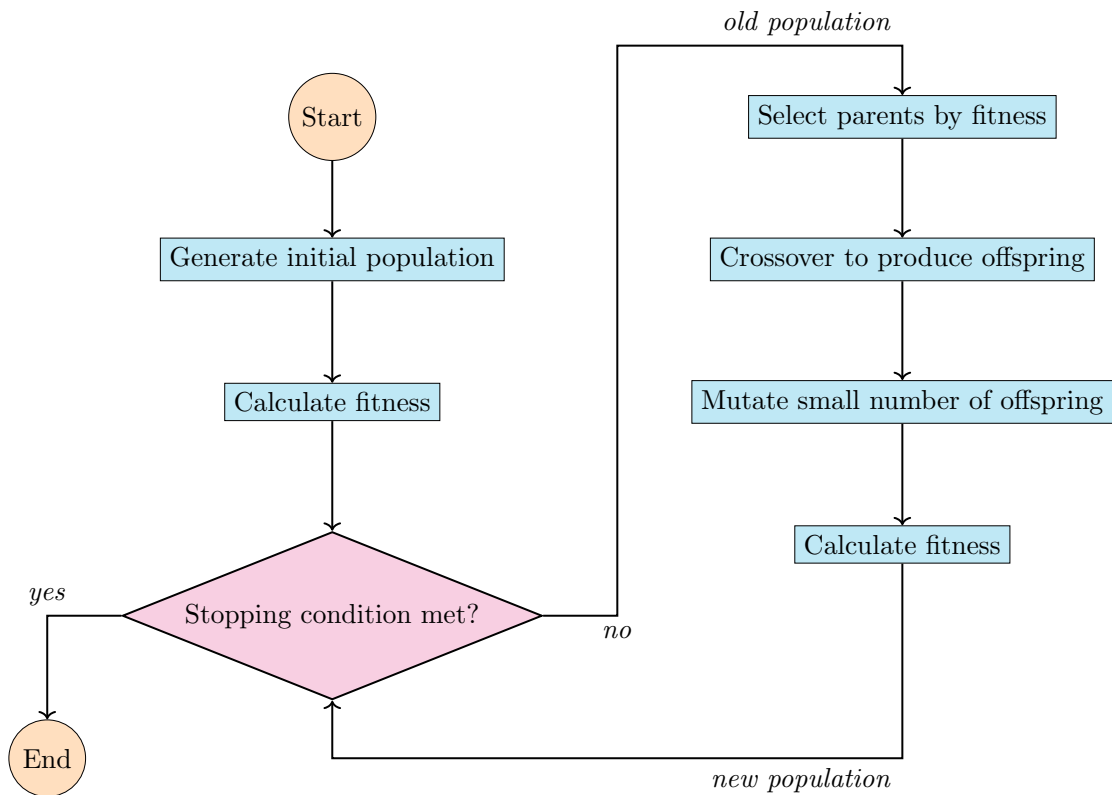 Start
Generate initial population
Calculate fitness
Stopping condition met?
yes
End
no
old population
Select parents by fitness
Crossover to produce offspring
Mutate small number of offspring
Calculate fitness
new population